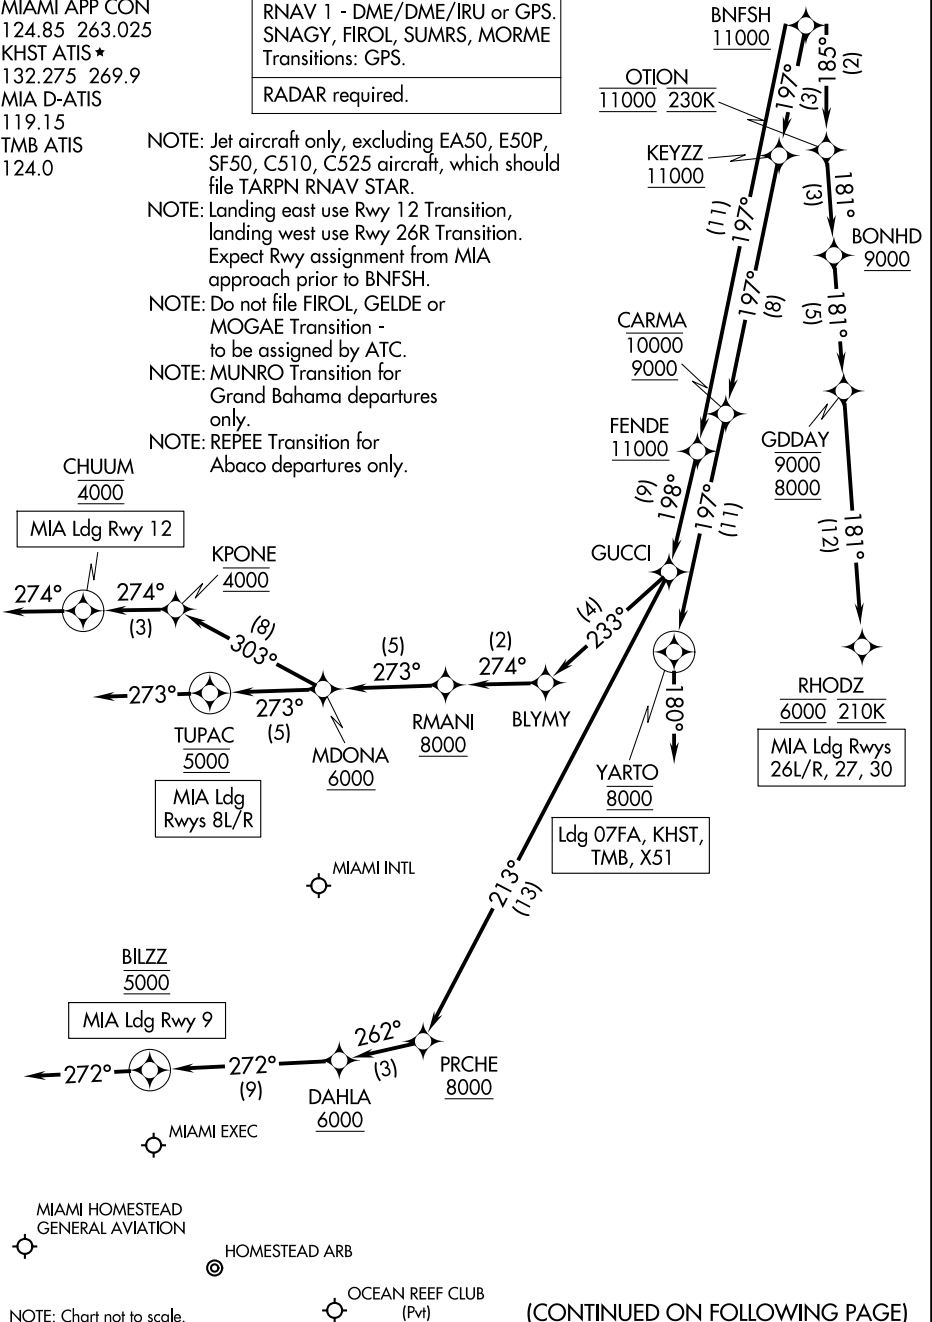 MIAMI APP CON
124.85 263.025
KHST ATIS ★
132.275 269.9
MIA D-ATIS
119.15
TMB ATIS
124.0
RNAV 1 - DME/DME/IRU or GPS.
SNAGY, FIROL, SUMRS, MORME
Transitions: GPS.
RADAR required.
NOTE: Jet aircraft only, excluding EA50, E50P,
SF50, C510, C525 aircraft, which should
file TARPN RNAV STAR.
NOTE: Landing east use Rwy 12 Transition,
landing west use Rwy 26R Transition.
Expect Rwy assignment from MIA
approach prior to BNFSH.
NOTE: Do not file FIROL, GELDE or
MOGAE Transition -
to be assigned by ATC.
NOTE: MUNRO Transition for
Grand Bahama departures
only.
NOTE: REPEE Transition for
Abaco departures only.
BNFSH
11000
185°
(2)
197°
(3)
OTION
11000 230K
KEYZZ
11000
181°
(3)
BONHD
9000
197°
(11)
197°
(8)
181°
(5)
CARMA
10000
9000
FENDE
11000
GDDAY
9000
8000
198°
(9)
197°
(11)
181°
(12)
GUCCI
CHUUM
4000
MIA Ldg Rwy 12
KPONE
4000
274°
274°
(3)
(8)
303°
(5)
273°
(2)
274°
(4)
233°
273°
273°
(5)
TUPAC
5000
MIA Ldg
Rwys 8L/R
MDONA
6000
RMANI
8000
BLYMY
180°
YARTO
8000
Ldg 07FA, KHST,
TMB, X51
RHODZ
6000 210K
MIA Ldg Rwys
26L/R, 27, 30
MIAMI INTL
213°
(13)
BILZZ
5000
MIA Ldg Rwy 9
272°
272°
(9)
262°
(3)
DAHLA
6000
PRCHE
8000
MIAMI EXEC
MIAMI HOMESTEAD
GENERAL AVIATION
HOMESTEAD ARB
OCEAN REEF CLUB
(Pvt)
NOTE: Chart not to scale.
(CONTINUED ON FOLLOWING PAGE)